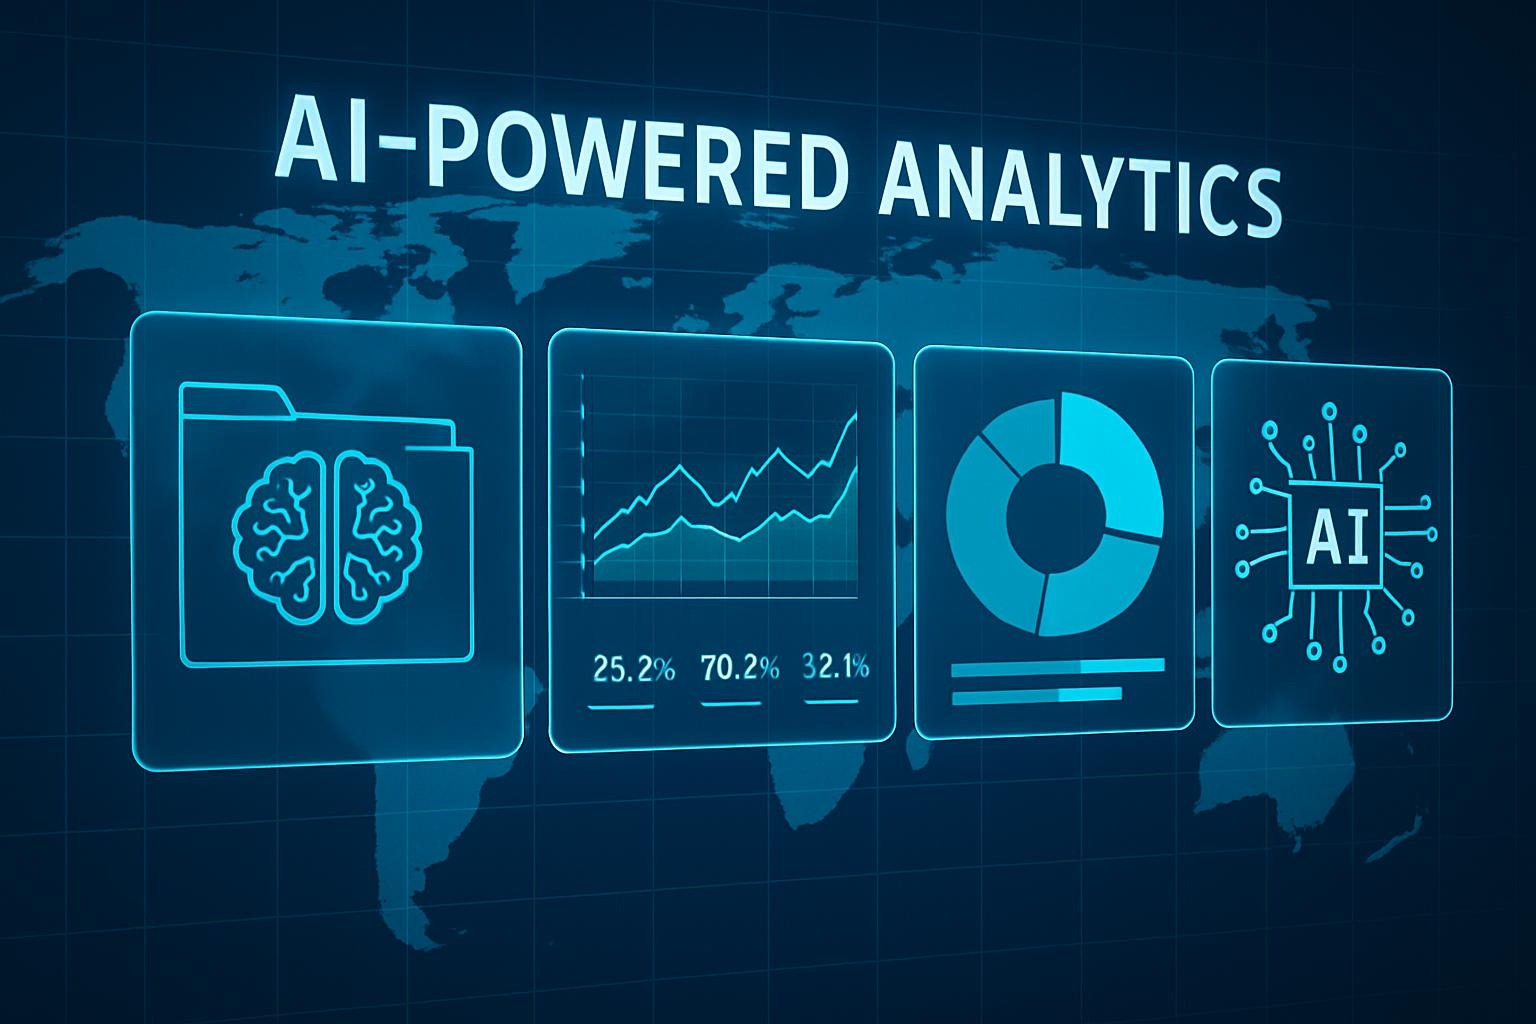 AI-POWERED ANALYTICS
25.2% 70.2% 32.1%
AI